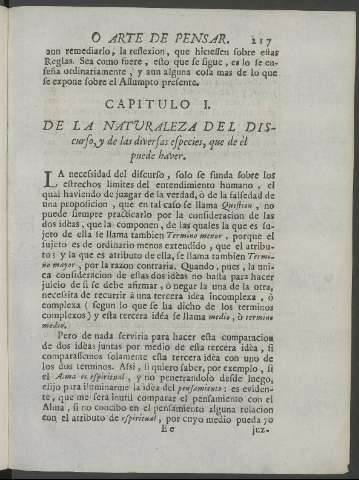 O ARTE DE PENSAR. 217
aun remediarlo, la reflexion, que hiciessen sobre estas
Reglas. Sea como fuere, esto que se sigue, es lo se en-
seña ordinariamente, y aun alguna cosa mas de lo que
se expone sobre el Assumpto presente.
CAPITULO I.
DE LA NATURALEZA DEL DIS-
curso, y de las diversas especies, que de èl
puede haver.
LA necessidad del discurso, solo se funda sobre los
estrechos limites del entendimiento humano, el
qual haviendo de juzgar de la verdad, ò de la falsedad de
una proposicion, que en tal caso se llama Question, no
puede siempre practicarlo por la consideracion de las
dos idèas, que la componen, de las quales la que es su-
jeto de ella se llama tambien Termino menor, porque el
sujeto es de ordinario menos extendido, que el atribu-
to: y la que es atributo de ella, se llama tambien Termi-
no mayor, por la razon contraria. Quando, pues, la uni-
ca consideracion de estas dos idèas no basta para hacer
juicio de si se debe afirmar, ò negar la una de la otra,
necessita de recurrir à una tercera idèa incomplexa, ò
complexa (segun lo que se ha dicho de los terminos
complexos) y esta tercera idèa se llama medio, ò termino
medio.
Pero de nada serviria para hacer esta comparacion
de dos idèas juntas por medio de esta tercera idèa, si
comparassemos solamente esta tercera idèa con uno de
los dos terminos. Assi, si quiero saber, por exemplo, si
el Alma es espiritual, y no penetrandolo desde luego,
elijo para iluminarme la idèa del pensamiento: es eviden-
te, que me serà inutil comparar el pensamiento con el
Alma, si no concibo en el pensamiento alguna relacion
con el atributo de espiritual, por cuyo medio pueda yo
Ee juz-